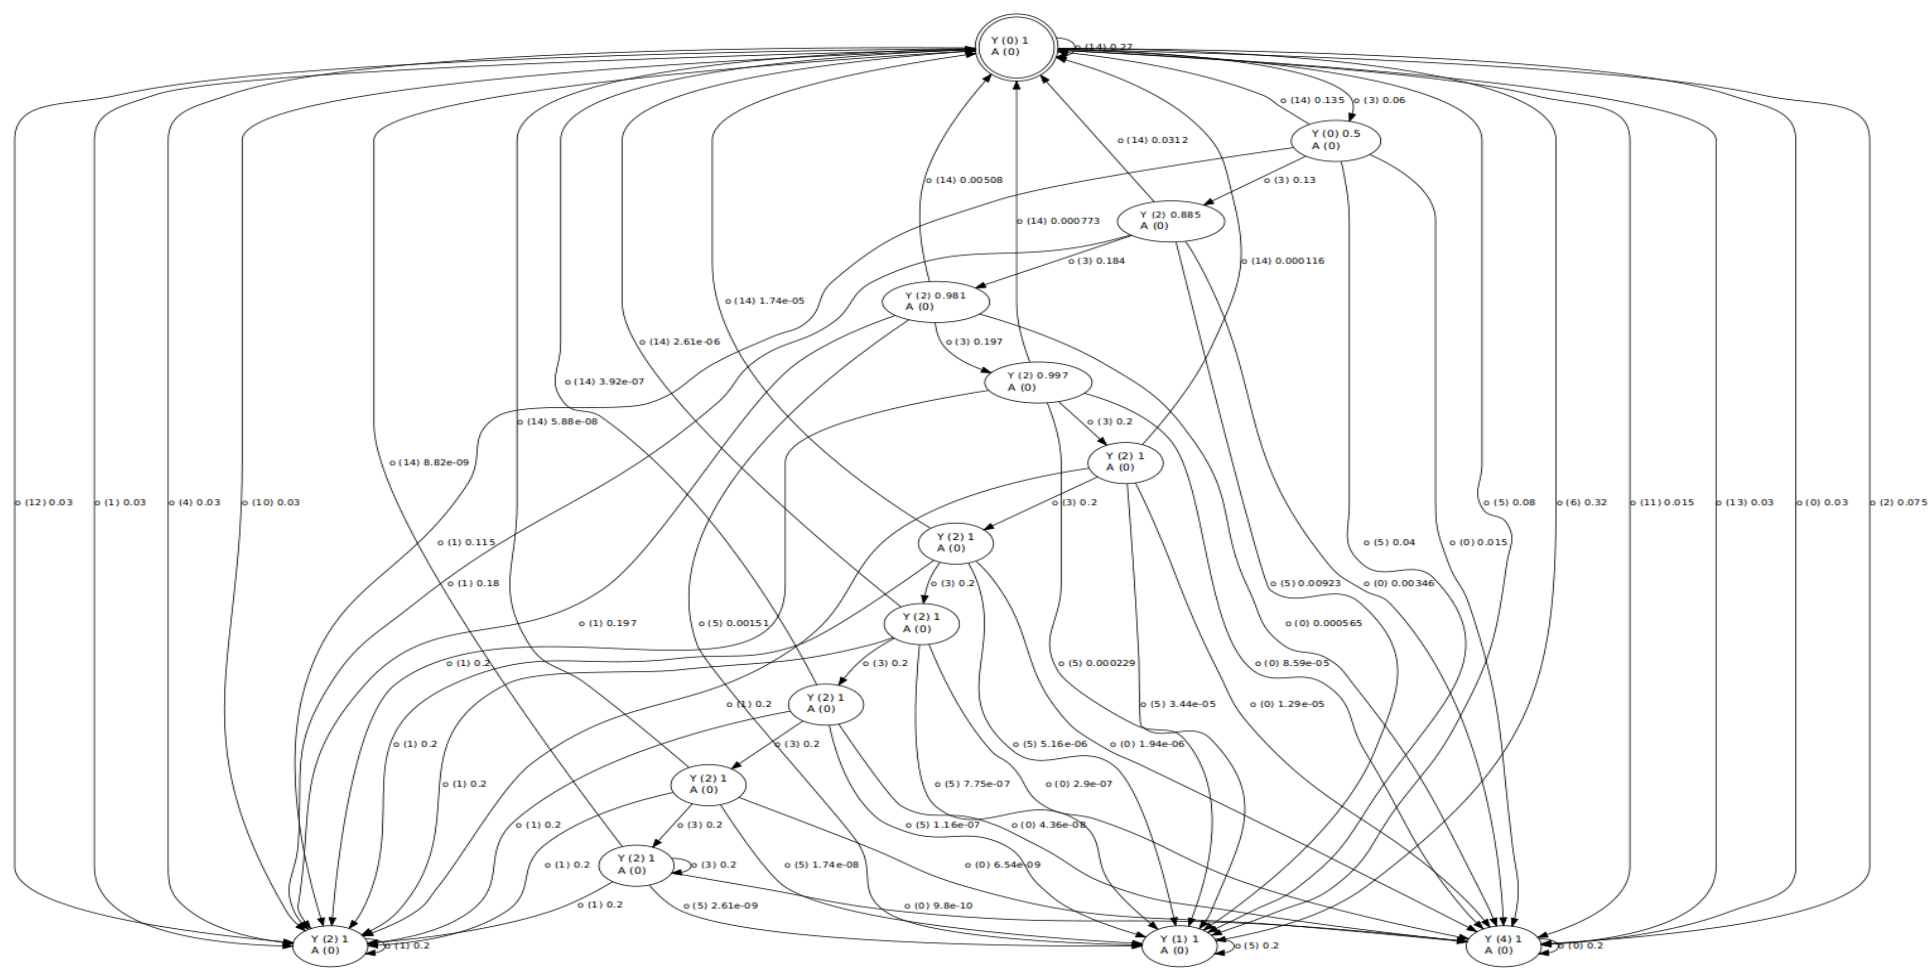 Y (0) 1
A (0)
o (14) 0.27
o (14) 0.135
o (3) 0.06
Y (0) 0.5
A (0)
o (14) 0.0312
o (14) 0.00508
o (3) 0.13
Y (2) 0.885
A (0)
o (14) 0.000773
o (3) 0.184
o (14) 0.000116
Y (2) 0.981
A (0)
o (14) 1.74e-05
o (14) 2.61e-06
o (3) 0.197
Y (2) 0.997
A (0)
o (14) 3.92e-07
o (14) 5.88e-08
o (3) 0.2
o (14) 8.82e-09
Y (2) 1
A (0)
o (12) 0.03
o (1) 0.03
o (4) 0.03
o (10) 0.03
o (3) 0.2
o (5) 0.08
o (6) 0.32
o (11) 0.015
o (13) 0.03
o (0) 0.03
o (2) 0.075
o (1) 0.115
Y (2) 1
A (0)
o (5) 0.04
o (0) 0.015
o (1) 0.18
o (3) 0.2
o (5) 0.00923
o (0) 0.00346
o (1) 0.197
o (5) 0.00151
Y (2) 1
A (0)
o (0) 0.000565
o (1) 0.2
o (3) 0.2
o (5) 0.000229
o (0) 8.59e-05
o (1) 0.2
Y (2) 1
A (0)
o (5) 3.44e-05
o (0) 1.29e-05
o (1) 0.2
o (3) 0.2
o (5) 5.16e-06
o (0) 1.94e-06
o (1) 0.2
Y (2) 1
A (0)
o (5) 7.75e-07
o (0) 2.9e-07
o (1) 0.2
o (3) 0.2
o (5) 1.16e-07
o (0) 4.36e-08
o (1) 0.2
Y (2) 1
A (0)
o (3) 0.2
o (5) 1.74e-08
o (0) 6.54e-09
o (1) 0.2
o (5) 2.61e-09
o (0) 9.8e-10
Y (2) 1
A (0)
o (1) 0.2
Y (1) 1
A (0)
o (5) 0.2
Y (4) 1
A (0)
o (0) 0.2